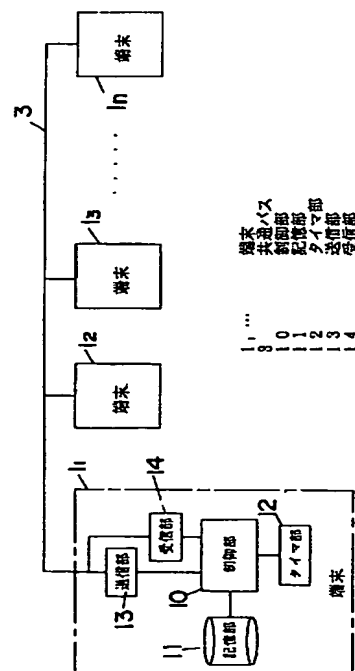 3
1₁
13
送信部
14
受信部
10
制御部
11
記憶部
12
タイマ部
端末
1₂
端末
1₃
端末
······
1n
端末
1₁ … 端末
3 共通バス
10 制御部
11 記憶部
12 タイマ部
13 送信部
14 受信部